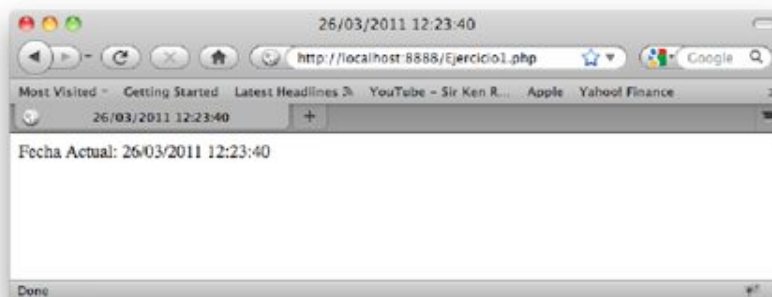 26/03/2011 12:23:40
http://localhost:8888/Ejercicio1.php Google
Most Visited Getting Started Latest Headlines YouTube - Sir Ken R... Apple Yahoo! Finance
26/03/2011 12:23:40 +
Fecha Actual: 26/03/2011 12:23:40
Done